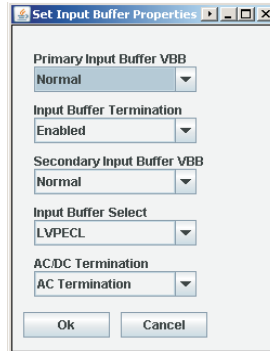 Set Input Buffer Properties
Primary Input Buffer VBB
Normal
Input Buffer Termination
Enabled
Secondary Input Buffer VBB
Normal
Input Buffer Select
LVPECL
AC/DC Termination
AC Termination
Ok Cancel